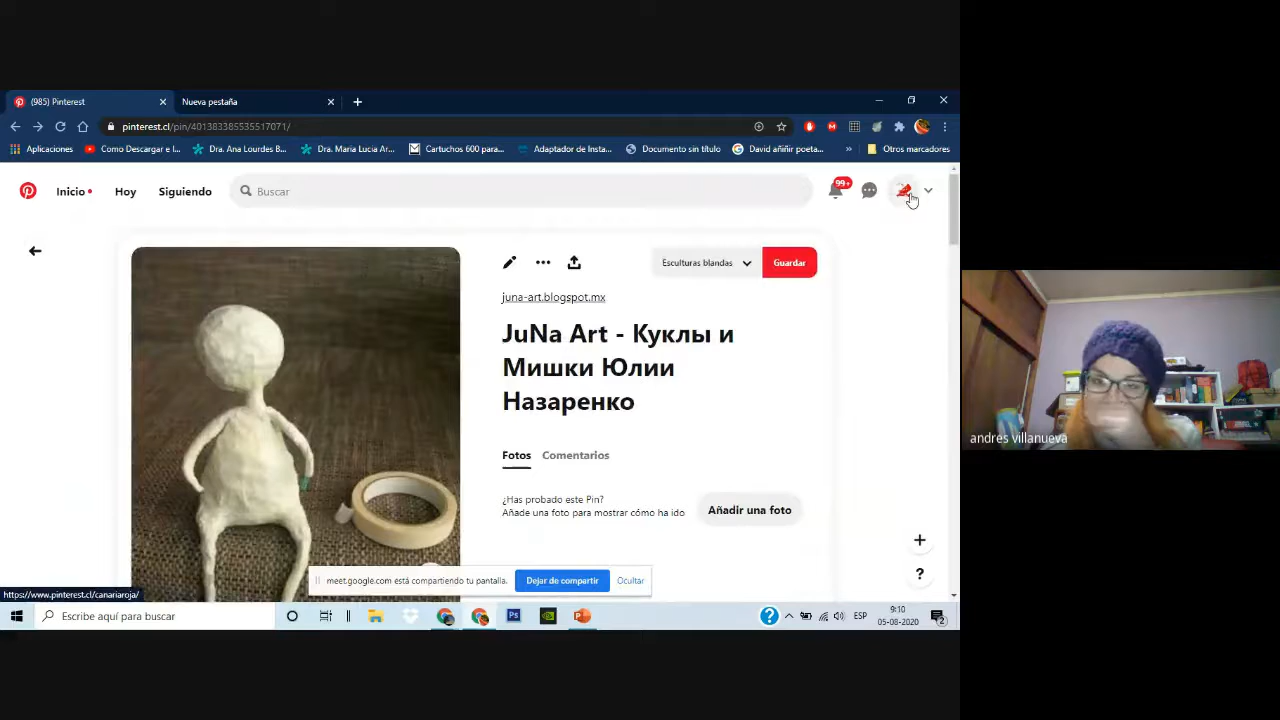 (985) Pinterest
Nueva pestaña
pinterest.cl/pin/401383385535517071/
Aplicaciones
Como Descargar e I...
Dra. Ana Lourdes B...
Dra. Maria Lucia Ar...
Cartuchos 600 para...
Adaptador de Insta...
Documento sin título
David añiñir poeta...
»
Otros marcadores
Inicio
Hoy
Siguiendo
Buscar
99+
Esculturas blandas
Guardar
juna-art.blogspot.mx
JuNa Art - Куклы и
Мишки Юлии
Назаренко
Fotos
Comentarios
¿Has probado este Pin?
Añade una foto para mostrar cómo ha ido
Añadir una foto
andres villanueva
meet.google.com está compartiendo tu pantalla.
Dejar de compartir
Ocultar
https://www.pinterest.cl/canariaroja/
Escribe aquí para buscar
Ps
ESP
9:10
05-08-2020
2